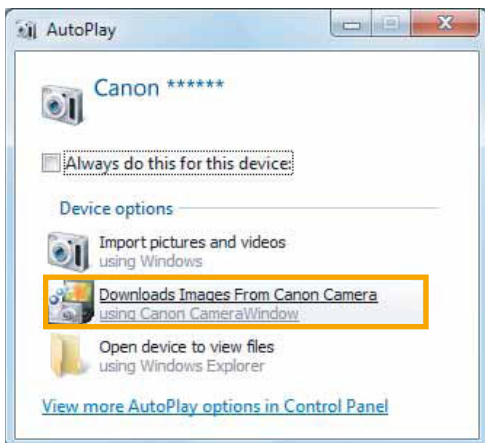 AutoPlay
Canon ******
Always do this for this device:
Device options
Import pictures and videos
using Windows
Downloads Images From Canon Camera
using Canon CameraWindow
Open device to view files
using Windows Explorer
View more AutoPlay options in Control Panel